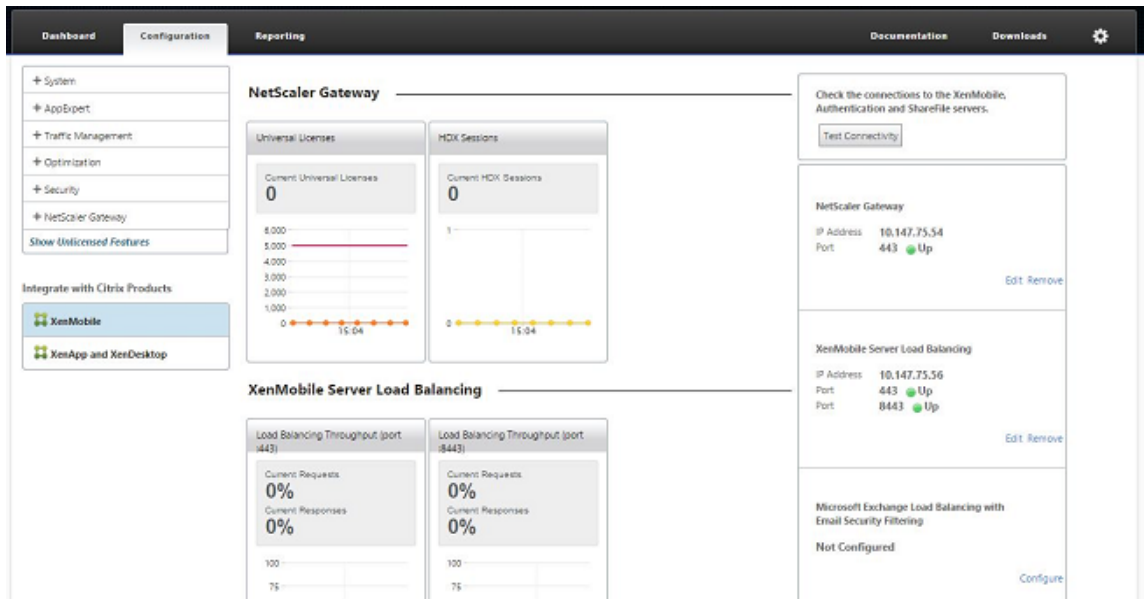 Dashboard
Configuration
Reporting
Documentation
Downloads
+ System
+ AppExpert
+ Traffic Management
+ Optimization
+ Security
+ NetScaler Gateway
Show Unlicensed Features
Integrate with Citrix Products
XenMobile
XenApp and XenDesktop
NetScaler Gateway
Universal Licenses
Current Universal Licenses
0
6,000
5,000
4,000
3,000
2,000
1,000
0
15:04
HDX Sessions
Current HDX Sessions
0
1
0
15:04
XenMobile Server Load Balancing
Load Balancing Throughput (port
:443)
Current Requests
0%
Current Responses
0%
100
75
Load Balancing Throughput (port
:8443)
Current Requests
0%
Current Responses
0%
100
75
Check the connections to the XenMobile,
Authentication and ShareFile servers.
Test Connectivity
NetScaler Gateway
IP Address 10.147.75.54
Port 443 Up
Edit Remove
XenMobile Server Load Balancing
IP Address 10.147.75.56
Port 443 Up
Port 8443 Up
Edit Remove
Microsoft Exchange Load Balancing with
Email Security Filtering
Not Configured
Configure